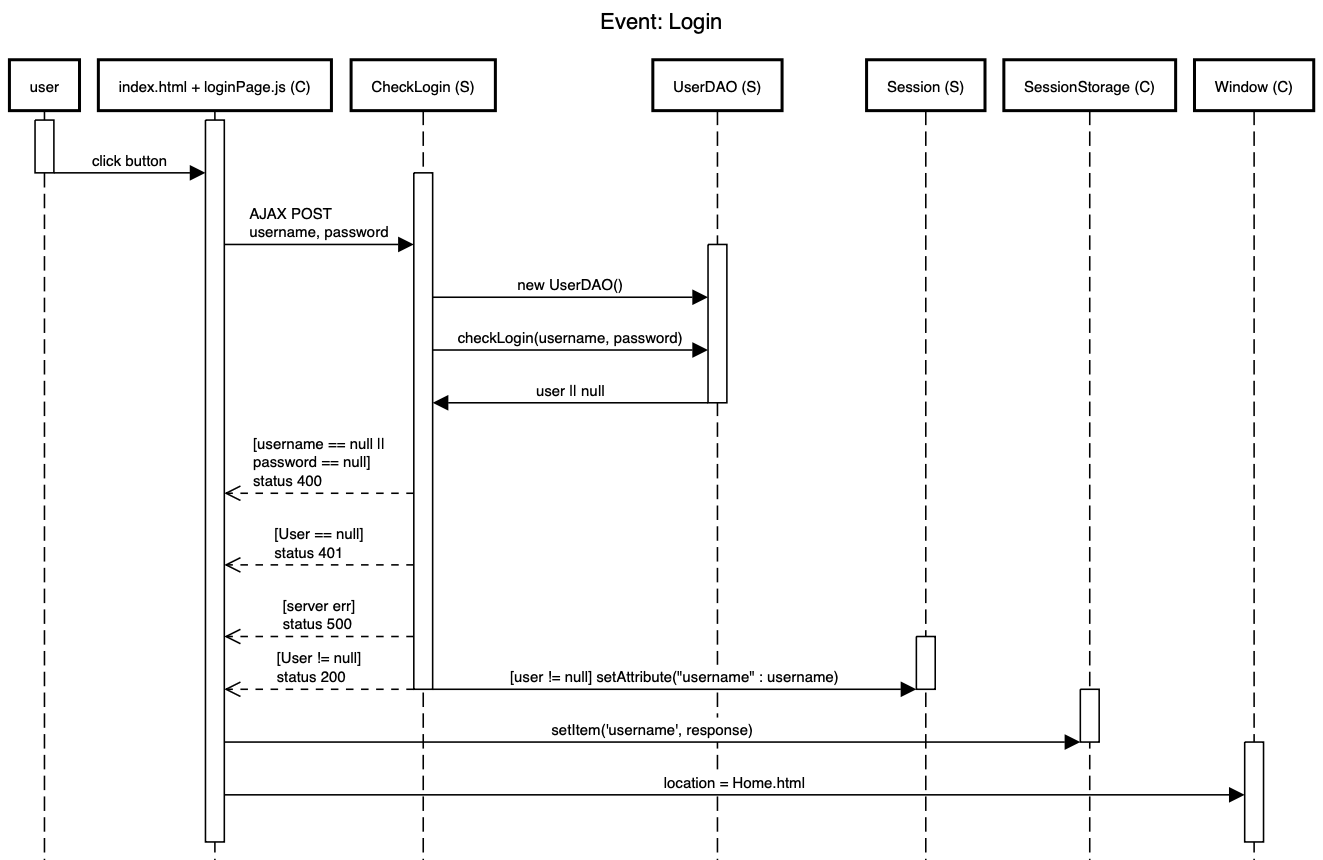 Event: Login
user
index.html + loginPage.js (C)
CheckLogin (S)
UserDAO (S)
Session (S)
SessionStorage (C)
Window (C)
click button
AJAX POST
username, password
new UserDAO()
checkLogin(username, password)
user || null
[username == null ||
password == null]
status 400
[User == null]
status 401
[server err]
status 500
[User != null]
status 200
[user != null] setAttribute("username" : username)
setItem('username', response)
location = Home.html